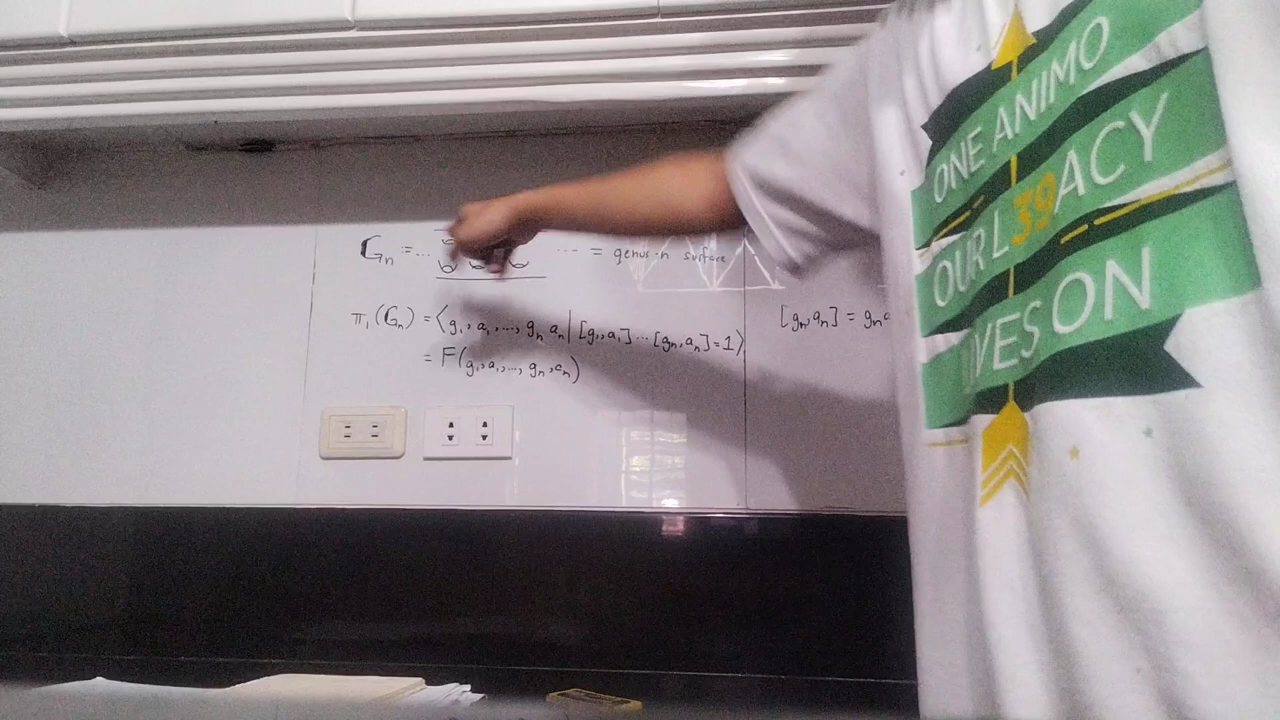 G_n = ... ... = genus-n surface
π_1(G_n) = ⟨g_1, a_1, ..., g_n a_n | [g_1, a_1] ... [g_n, a_n] = 1⟩
= F(g_1, a_1, ..., g_n, a_n)
[g_n, a_n] = g_n a
ONE ANIMO
OUR L39ACY
LIVES ON